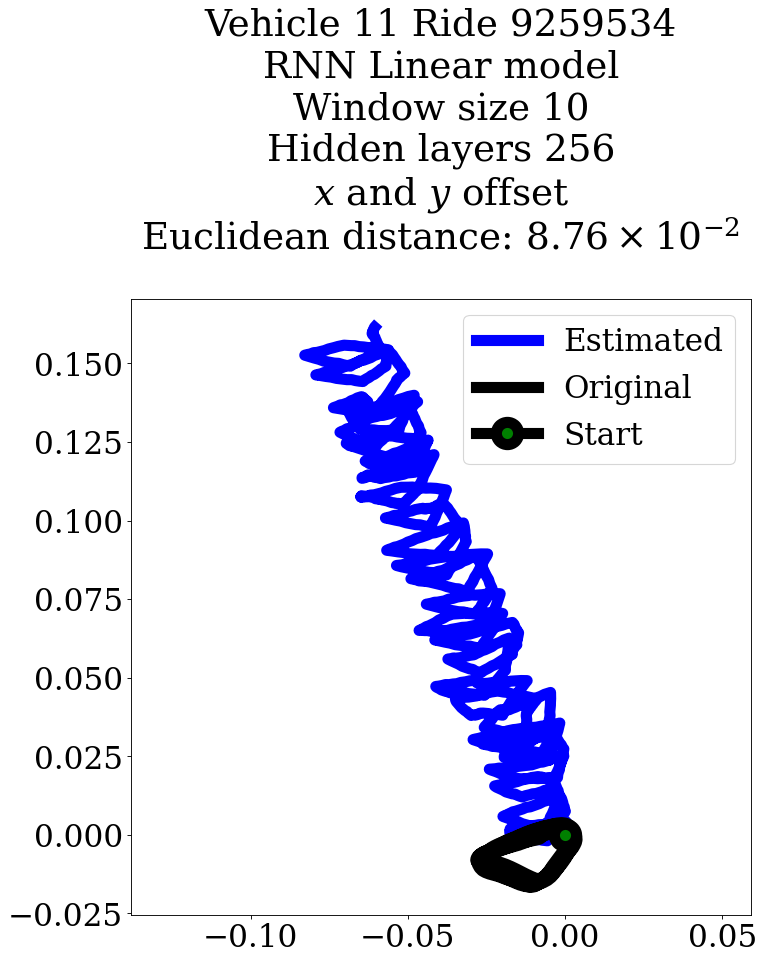 Vehicle 11 Ride 9259534
RNN Linear model
Window size 10
Hidden layers 256
x and y offset
Euclidean distance: 8.76 × 10⁻²
Estimated
Original
Start
0.150
0.125
0.100
0.075
0.050
0.025
0.000
−0.025
−0.10
−0.05
0.00
0.05